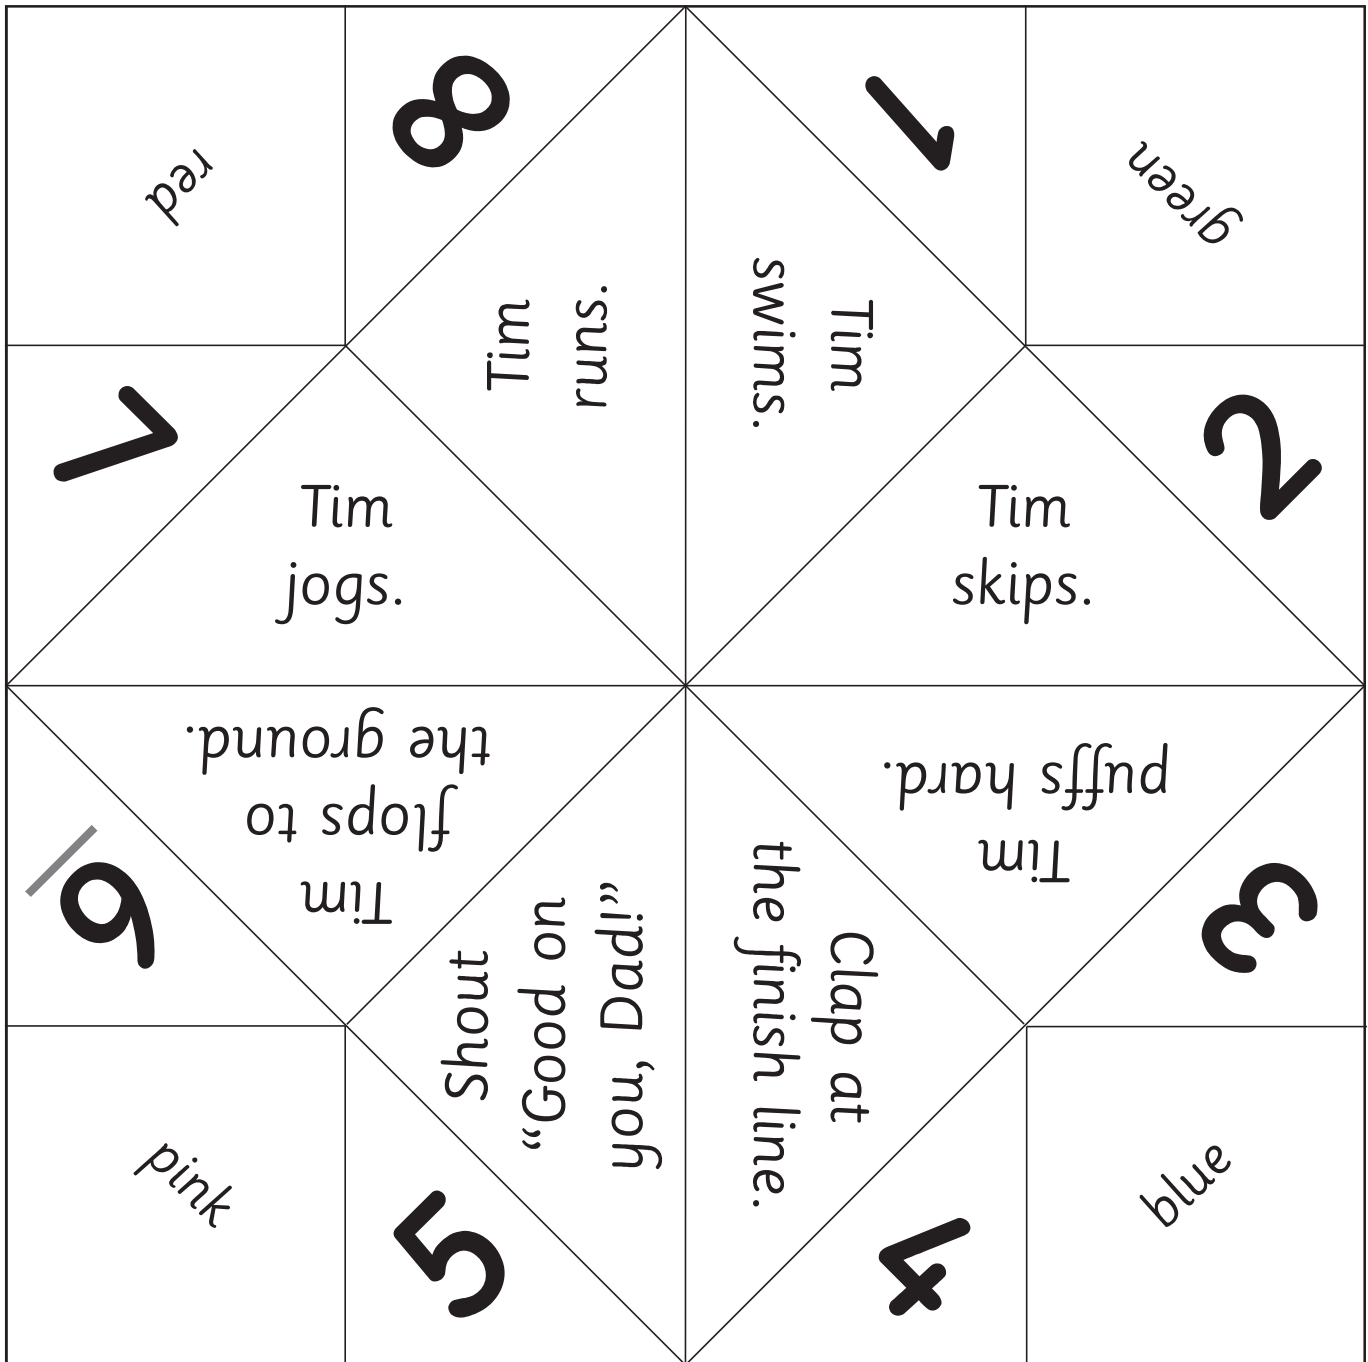 red
8
1
green
Tim
runs.
Tim
swims.
7
2
Tim
jogs.
Tim
skips.
Tim
flops to
the ground.
Tim
puffs hard.
6
3
Shout
“Good on
you, Dad!”
Clap at
the finish line.
pink
5
4
blue